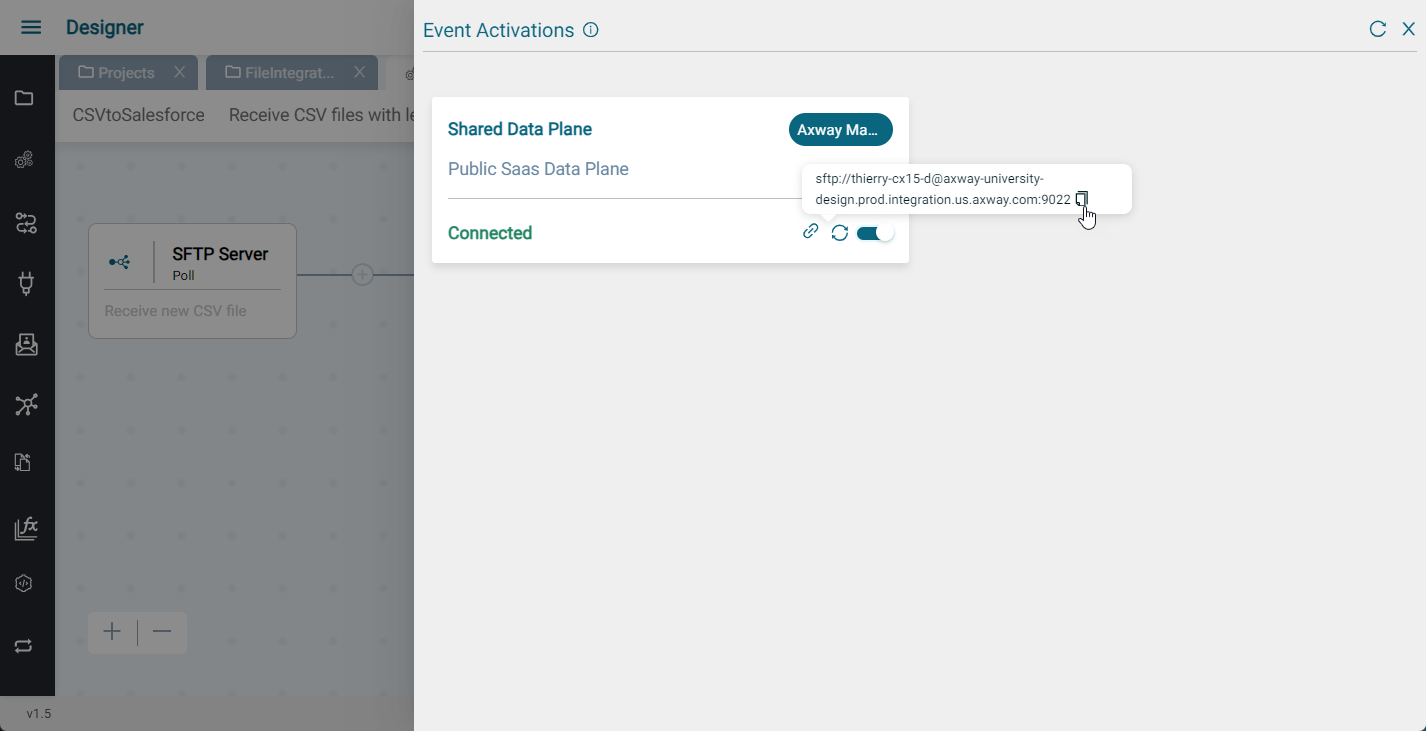 Designer
Event Activations
Projects X
FileIntegrat... X
CSVtoSalesforce Receive CSV files with le
Shared Data Plane
Axway Ma...
Public Saas Data Plane
sftp://thierry-cx15-d@axway-university-
design.prod.integration.us.axway.com:9022
Connected
SFTP Server
Poll
Receive new CSV file
fx
v1.5